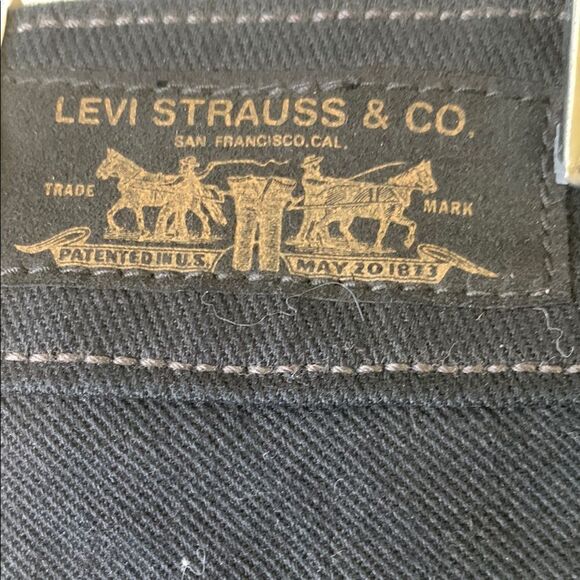 LEVI STRAUSS & CO.
SAN FRANCISCO, CAL.
TRADE MARK
PATENTED IN U.S. MAY 20 1873